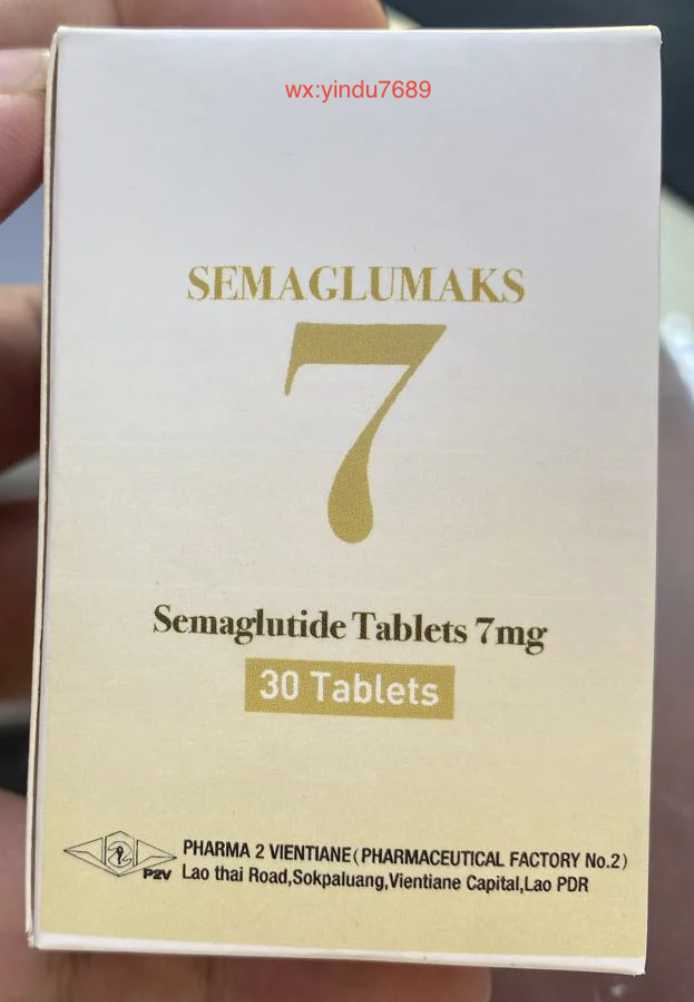 wx:yindu7689
SEMAGLUMAKS
7
Semaglutide Tablets 7mg
30 Tablets
PHARMA 2 VIENTIANE(PHARMACEUTICAL FACTORY No.2)
P2V Lao thai Road,Sokpaluang,Vientiane Capital,Lao PDR